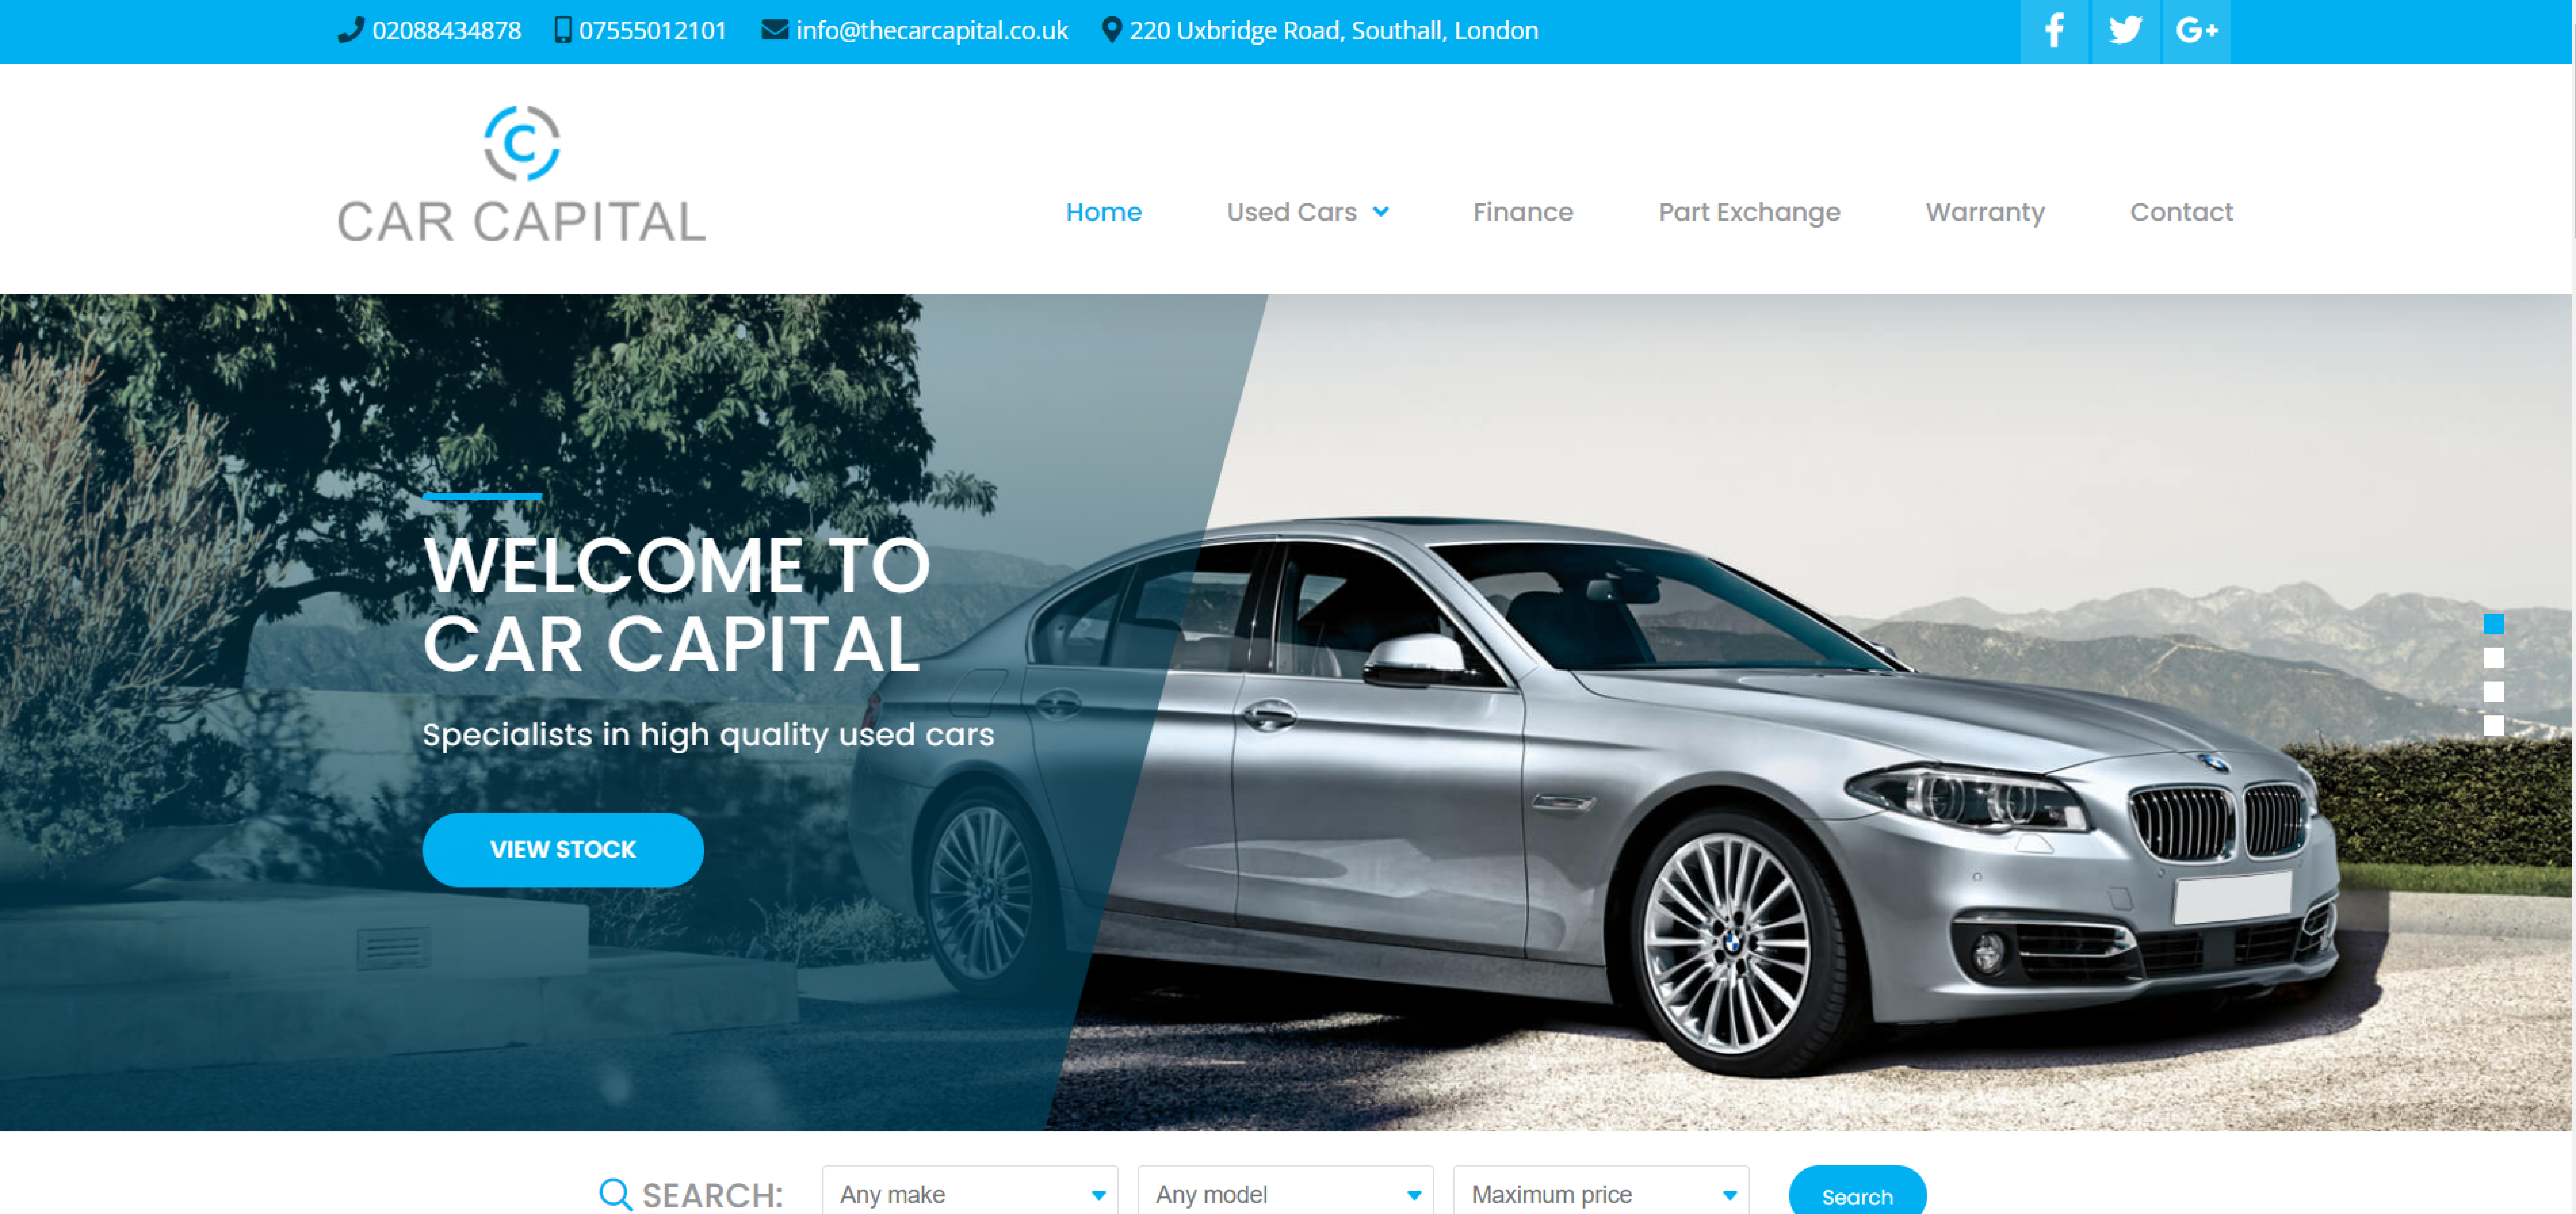 02088434878 07555012101 info@thecarcapital.co.uk 220 Uxbridge Road, Southall, London
C
CAR CAPITAL
Home Used Cars Finance Part Exchange Warranty Contact
WELCOME TO
CAR CAPITAL
Specialists in high quality used cars
VIEW STOCK
SEARCH: Any make Any model Maximum price Search